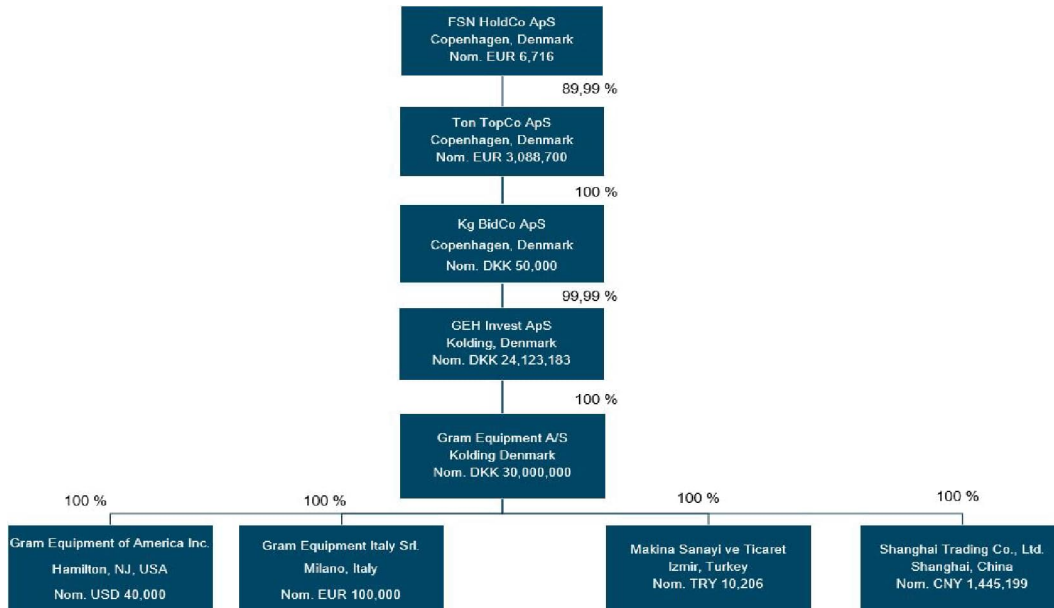 FSN HoldCo ApS
Copenhagen, Denmark
Nom. EUR 6,716
89,99 %
Ton TopCo ApS
Copenhagen, Denmark
Nom. EUR 3,088,700
100 %
Kg BidCo ApS
Copenhagen, Denmark
Nom. DKK 50,000
99,99 %
GEH Invest ApS
Kolding, Denmark
Nom. DKK 24,123,183
100 %
Gram Equipment A/S
Kolding Denmark
Nom. DKK 30,000,000
100 %
Gram Equipment of America Inc.
Hamilton, NJ, USA
Nom. USD 40,000
100 %
Gram Equipment Italy Srl.
Milano, Italy
Nom. EUR 100,000
100 %
Makina Sanayi ve Ticaret
Izmir, Turkey
Nom. TRY 10,206
100 %
Shanghai Trading Co., Ltd.
Shanghai, China
Nom. CNY 1,445,199